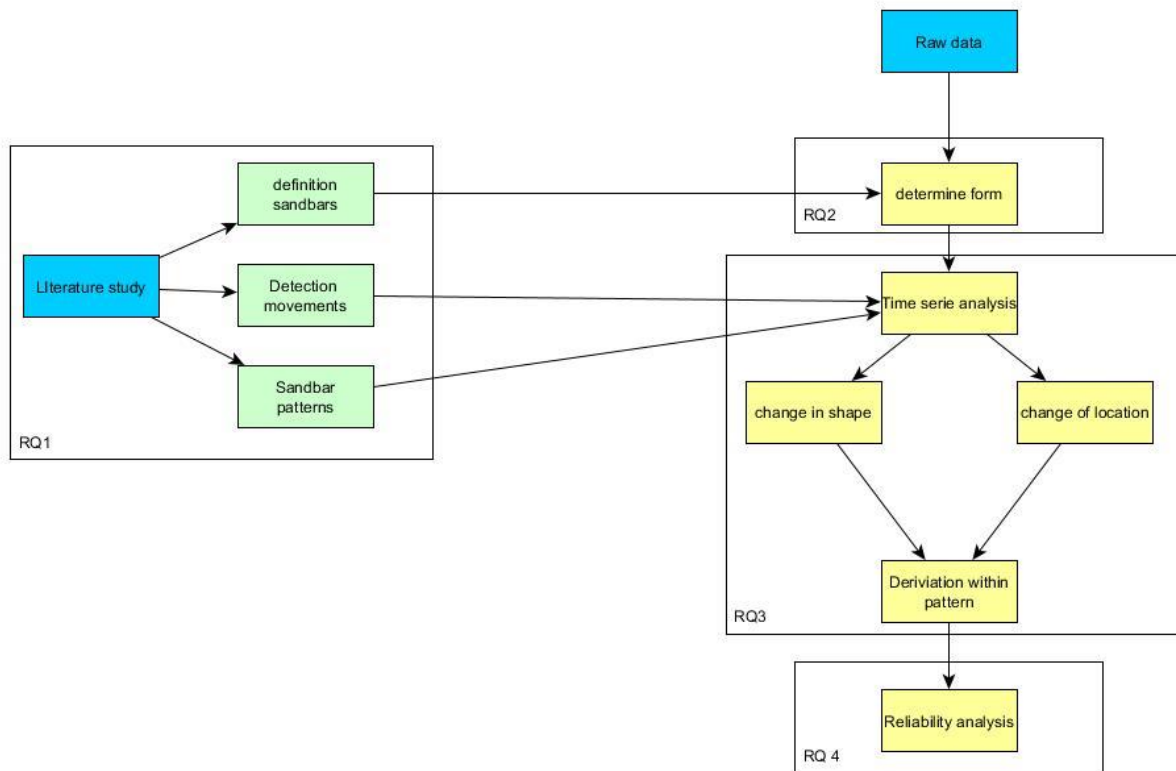 Raw data
definition
sandbars
determine form
RQ2
LIterature study
Detection
movements
Time serie analysis
Sandbar
patterns
change in shape
change of location
RQ1
Deriviation within
pattern
RQ3
Reliability analysis
RQ 4